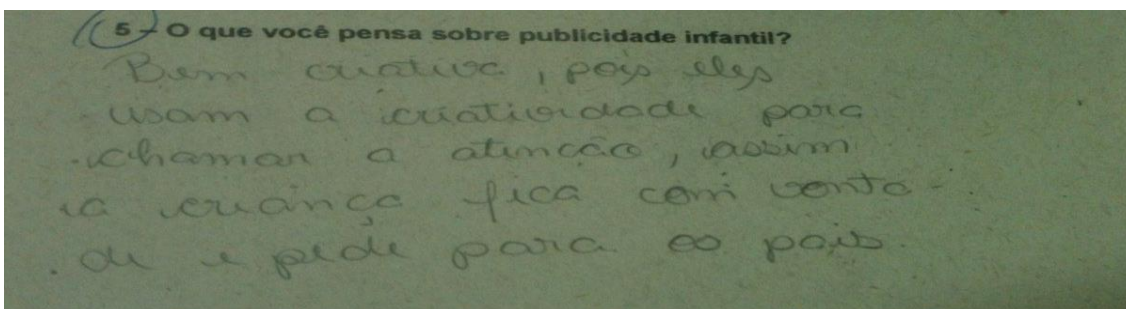 5 - O que você pensa sobre publicidade infantil?
Bem criativa, pois eles
usam a criatividade para
chamar a atencão, assim
a criança fica com vonta-
de e pede para os pais.